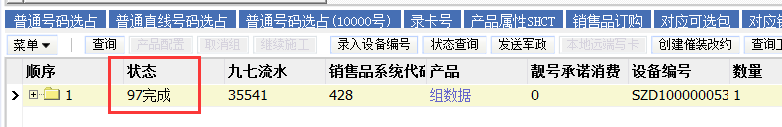 普通号码选占 普通直线号码选占 普通号码选占(10000号) 录卡号 产品属性SHCT 销售品订购 对应可选包 对
菜单 查询 产品配置 取消组 继续施工 录入设备编号 状态查询 发送军政 本地远端写卡 创建催装改约 查询工
顺序 状态 九七流水 销售品系统代码 产品 靓号承诺消费 设备编号 数量
1 97完成 35541 428 组数据 0 SZD100000053 1